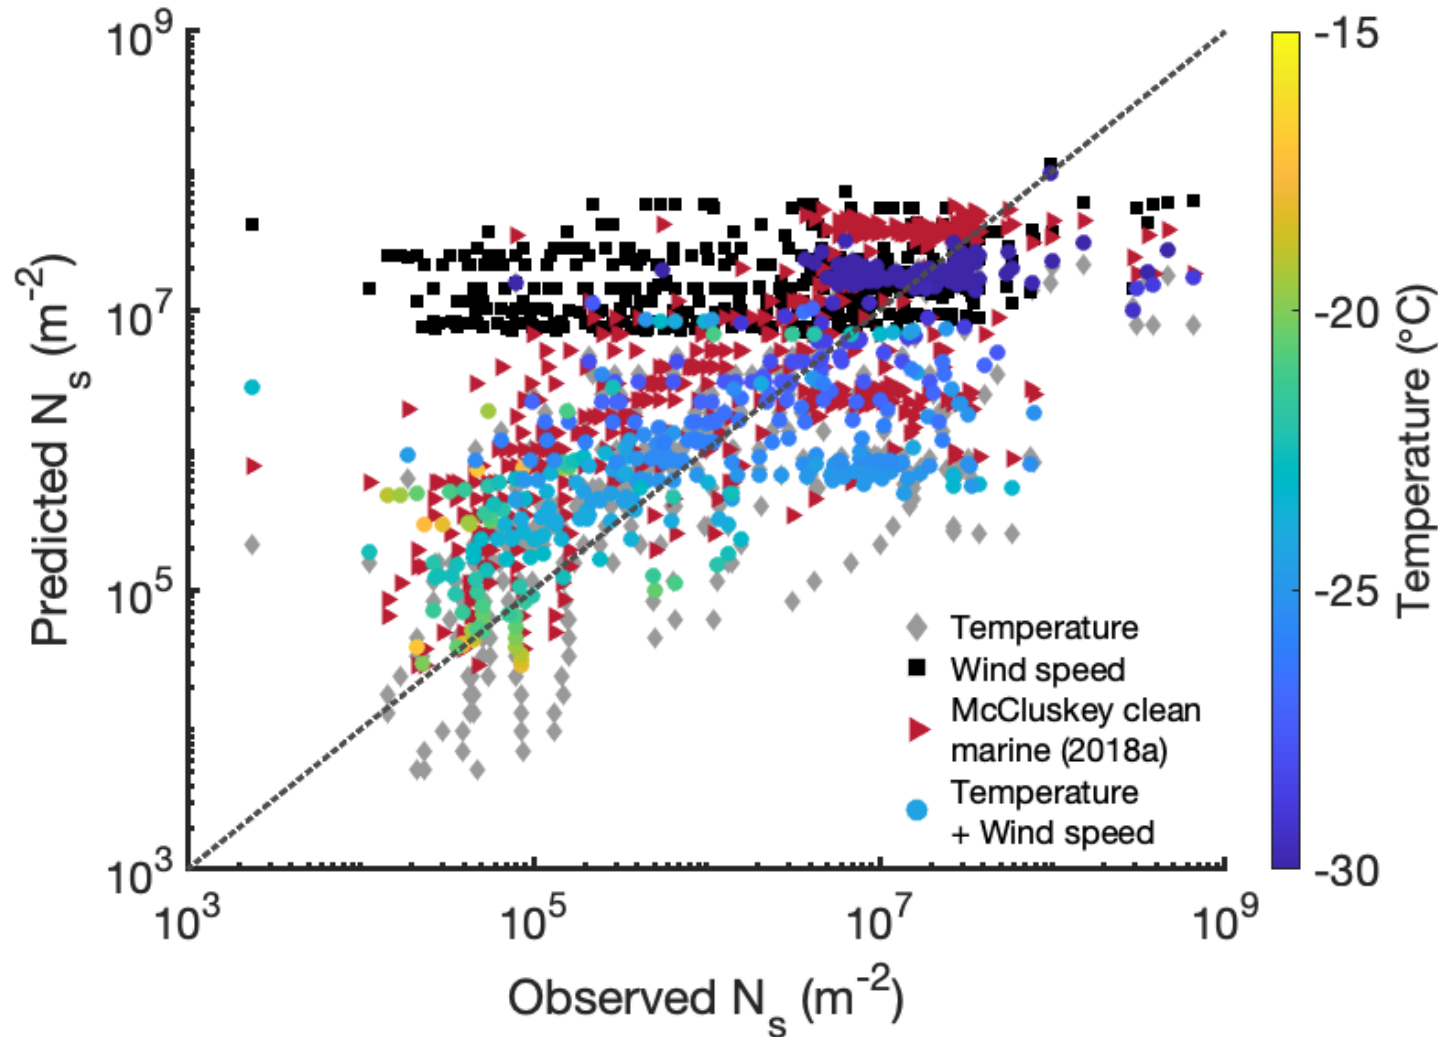 10^9
10^7
10^5
10^3
Predicted N_s (m^-2)
10^3
10^5
10^7
10^9
Observed N_s (m^-2)
Temperature
Wind speed
McCluskey clean
marine (2018a)
Temperature
+ Wind speed
-15
-20
-25
-30
Temperature (°C)